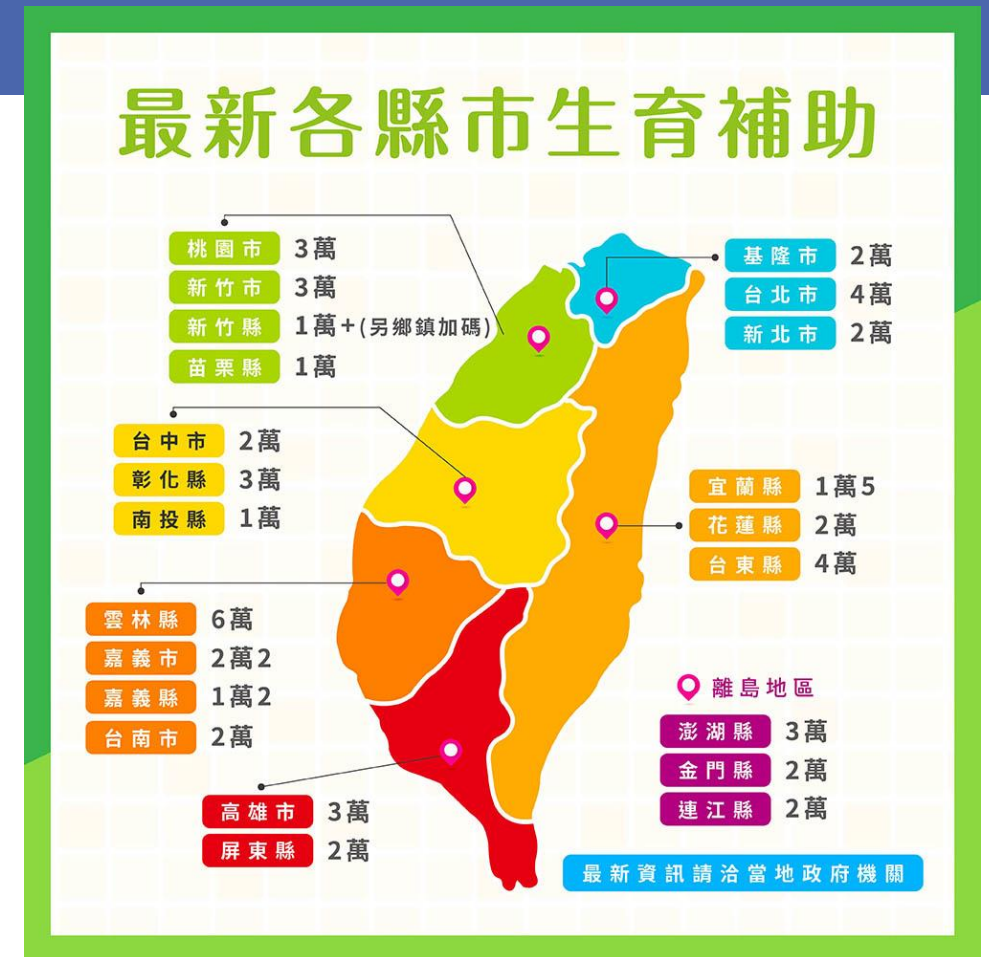 最新各縣市生育補助
桃園市 3萬
新竹市 3萬
新竹縣 1萬+(另鄉鎮加碼)
苗栗縣 1萬
基隆市 2萬
台北市 4萬
新北市 2萬
台中市 2萬
彰化縣 3萬
南投縣 1萬
宜蘭縣 1萬5
花蓮縣 2萬
台東縣 4萬
雲林縣 6萬
嘉義市 2萬2
嘉義縣 1萬2
台南市 2萬
離島地區
澎湖縣 3萬
金門縣 2萬
連江縣 2萬
高雄市 3萬
屏東縣 2萬
最新資訊請洽當地政府機關